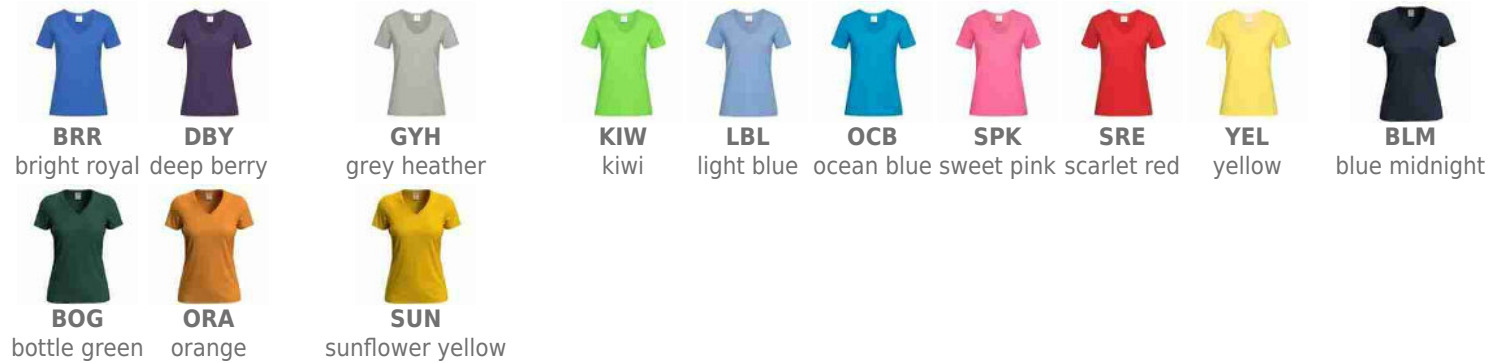 BRR DBY GYH KIW LBL OCB SPK SRE YEL BLM
bright royal deep berry grey heather kiwi light blue ocean blue sweet pink scarlet red yellow blue midnight
BOG ORA SUN
bottle green orange sunflower yellow